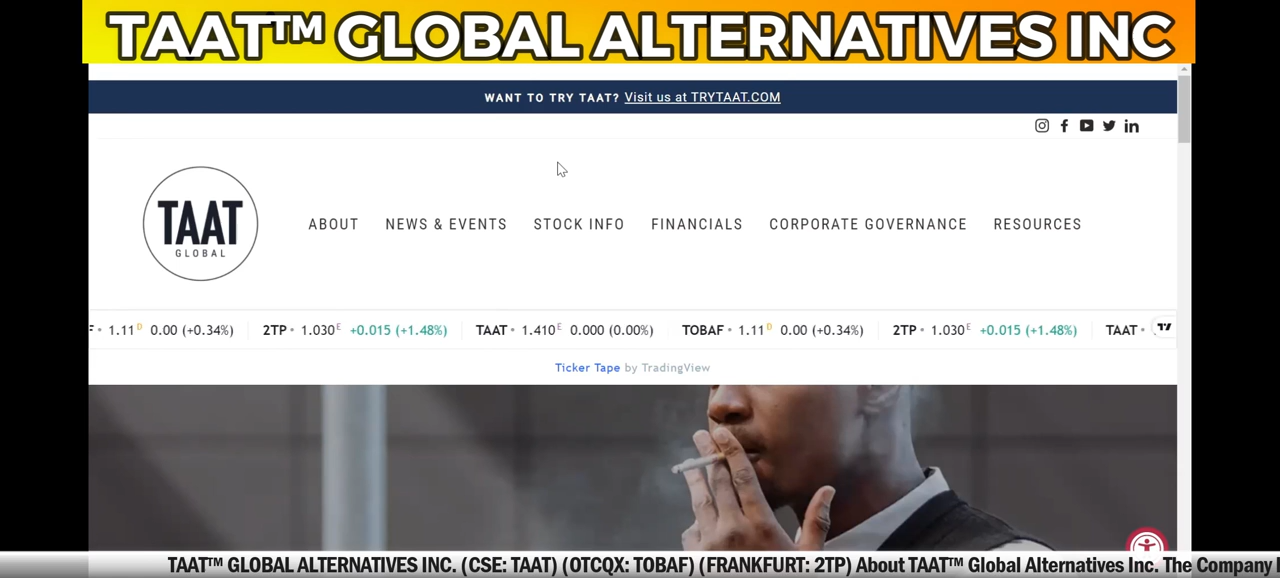 TAAT™ GLOBAL ALTERNATIVES INC
WANT TO TRY TAAT? Visit us at TRYTAAT.COM
TAAT
GLOBAL
ABOUT NEWS & EVENTS STOCK INFO FINANCIALS CORPORATE GOVERNANCE RESOURCES
F • 1.11 D 0.00 (+0.34%) 2TP • 1.030 E +0.015 (+1.48%) TAAT • 1.410 E 0.000 (0.00%) TOBAF • 1.11 D 0.00 (+0.34%) 2TP • 1.030 E +0.015 (+1.48%) TAAT •
Ticker Tape by TradingView
TAAT™ GLOBAL ALTERNATIVES INC. (CSE: TAAT) (OTCQX: TOBAF) (FRANKFURT: 2TP) About TAAT™ Global Alternatives Inc. The Company